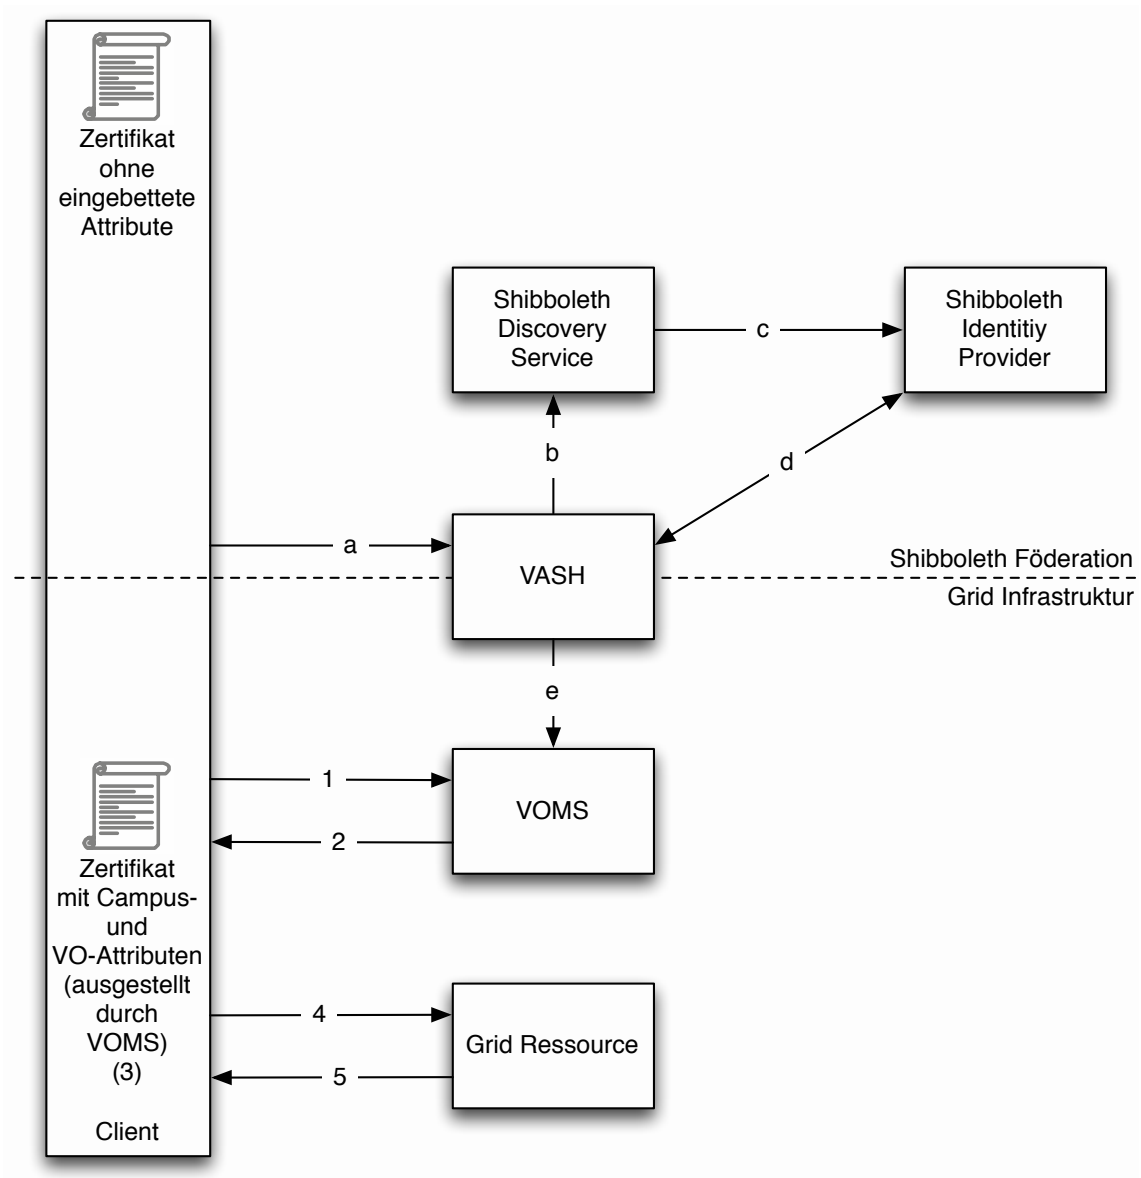 Zertifikat
ohne
eingebettete
Attribute
Shibboleth
Discovery
Service
c
Shibboleth
Identitiy
Provider
b
d
a
VASH
Shibboleth Föderation
Grid Infrastruktur
e
1
VOMS
2
Zertifikat
mit Campus-
und
VO-Attributen
(ausgestellt
durch
VOMS)
(3)
4
Grid Ressource
5
Client